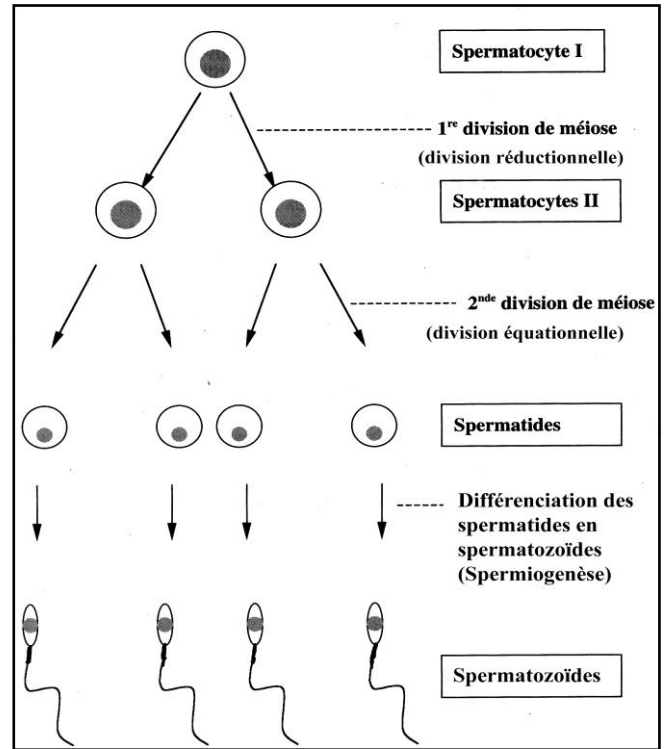 Spermatocyte I
1re division de méiose
(division réductionnelle)
Spermatocytes II
2nde division de méiose
(division équationnelle)
Spermatides
Différenciation des
spermatides en
spermatozoïdes
(Spermiogenèse)
Spermatozoïdes